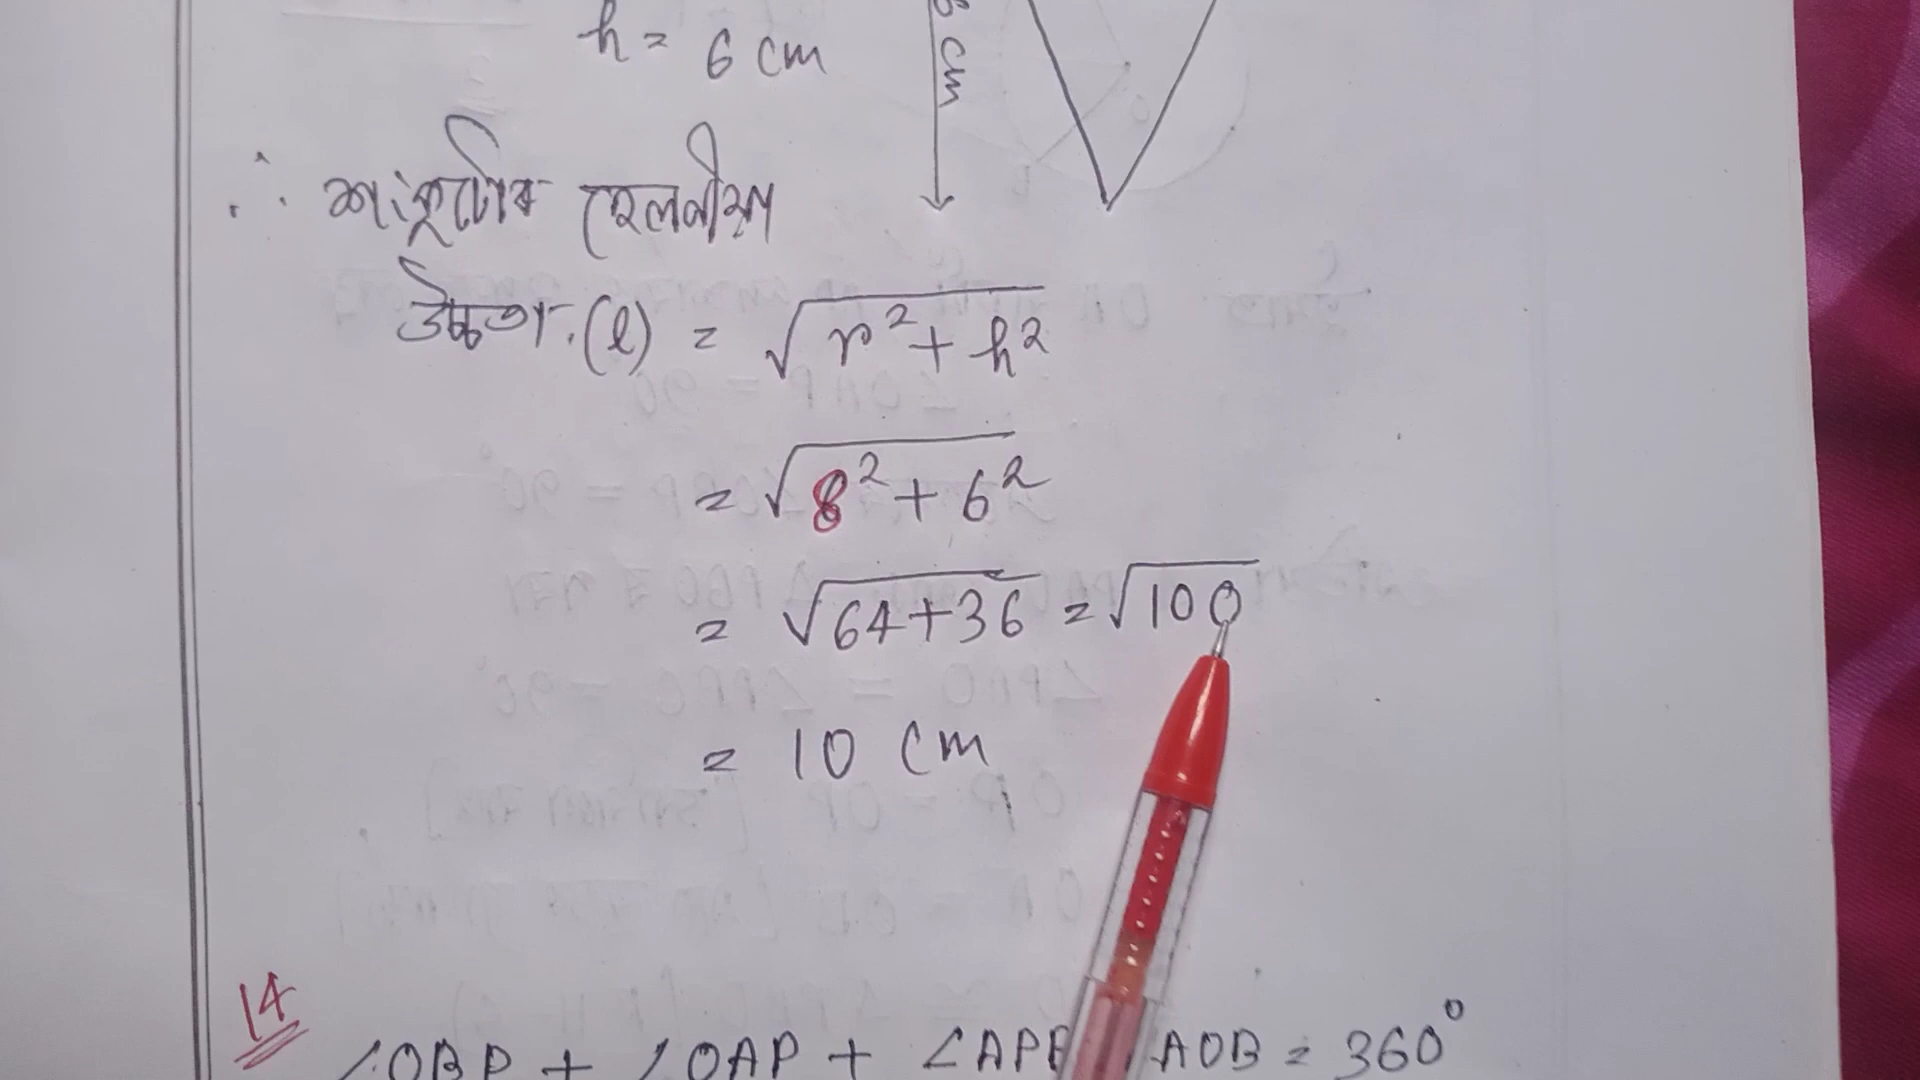 h = 6 cm
6 cm
∴ শংকুটোৰ হেলনীয়া
উচ্চতা (l) = √r² + h²
= √8² + 6²
= √64+36 = √100
= 10 cm
14
∠OBP + ∠OAP + ∠APB AOB = 360°